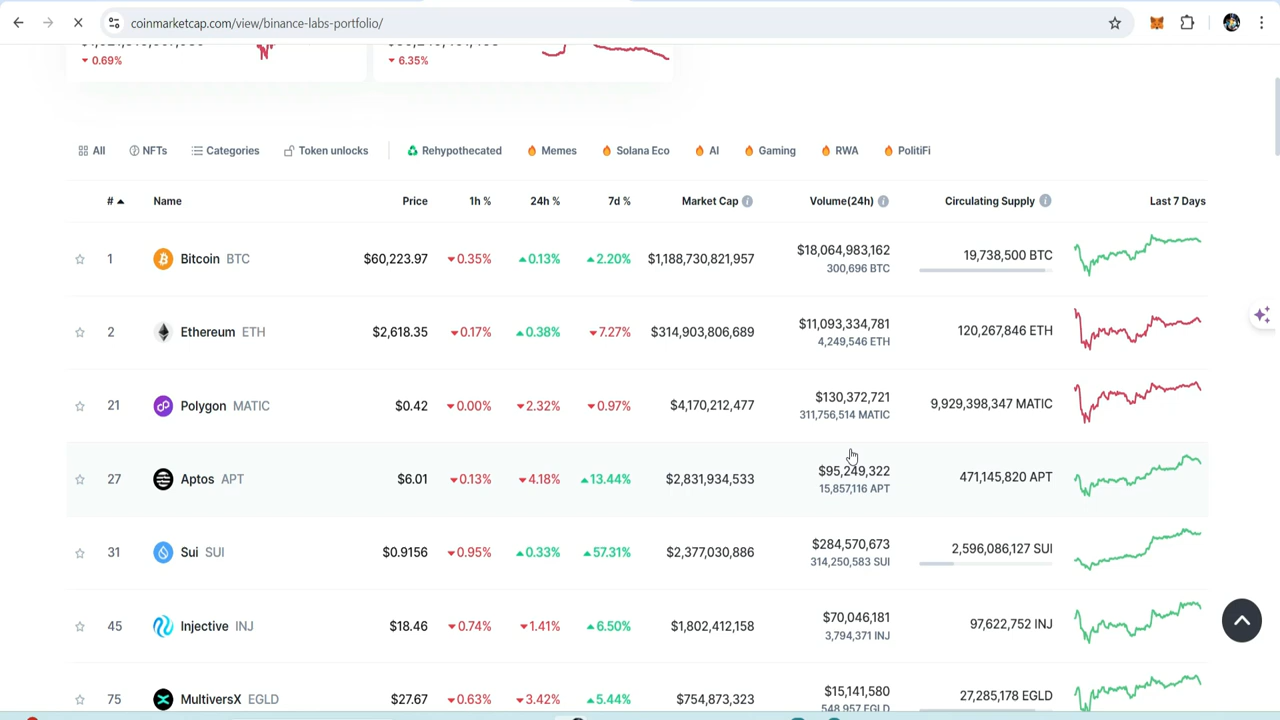 coinmarketcap.com/view/binance-labs-portfolio/
0.69%
6.35%
All NFTs Categories Token unlocks Rehypothecated Memes Solana Eco AI Gaming RWA PolitiFi
# Name Price 1h % 24h % 7d % Market Cap Volume(24h) Circulating Supply Last 7 Days
1 Bitcoin BTC $60,223.97 0.35% 0.13% 2.20% $1,188,730,821,957 $18,064,983,162 19,738,500 BTC
300,696 BTC
2 Ethereum ETH $2,618.35 0.17% 0.38% 7.27% $314,903,806,689 $11,093,334,781 120,267,846 ETH
4,249,546 ETH
21 Polygon MATIC $0.42 0.00% 2.32% 0.97% $4,170,212,477 $130,372,721 9,929,398,347 MATIC
311,756,514 MATIC
27 Aptos APT $6.01 0.13% 4.18% 13.44% $2,831,934,533 $95,249,322 471,145,820 APT
15,857,116 APT
31 Sui SUI $0.9156 0.95% 0.33% 57.31% $2,377,030,886 $284,570,673 2,596,086,127 SUI
314,250,583 SUI
45 Injective INJ $18.46 0.74% 1.41% 6.50% $1,802,412,158 $70,046,181 97,622,752 INJ
3,794,371 INJ
75 MultiversX EGLD $27.67 0.63% 3.42% 5.44% $754,873,323 $15,141,580 27,285,178 EGLD
548,957 EGLD